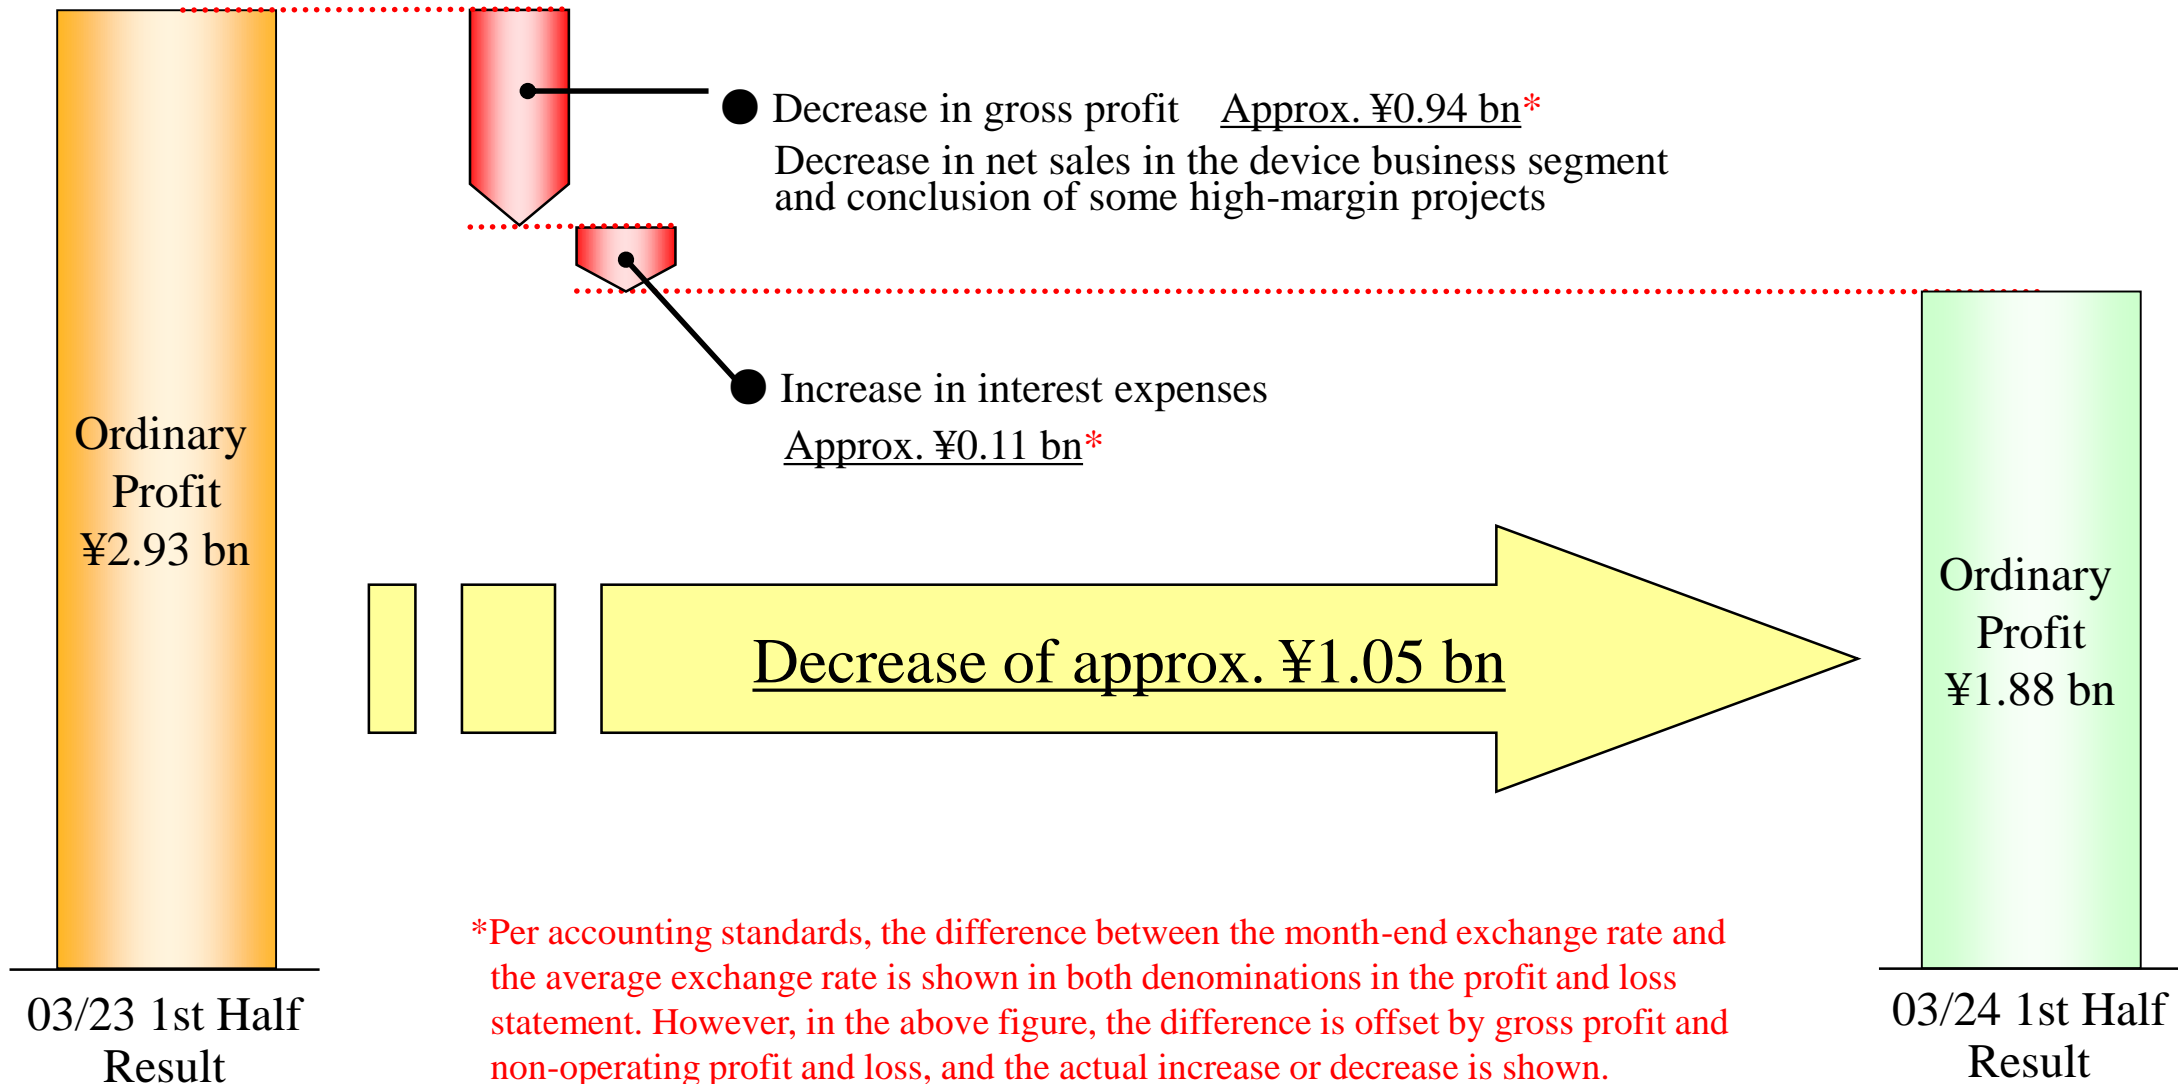 ● Decrease in gross profit Approx. ¥0.94 bn*
Decrease in net sales in the device business segment
and conclusion of some high-margin projects
● Increase in interest expenses
Approx. ¥0.11 bn*
Ordinary
Profit
¥2.93 bn
Decrease of approx. ¥1.05 bn
Ordinary
Profit
¥1.88 bn
*Per accounting standards, the difference between the month-end exchange rate and
the average exchange rate is shown in both denominations in the profit and loss
statement. However, in the above figure, the difference is offset by gross profit and
non-operating profit and loss, and the actual increase or decrease is shown.
03/23 1st Half
Result
03/24 1st Half
Result